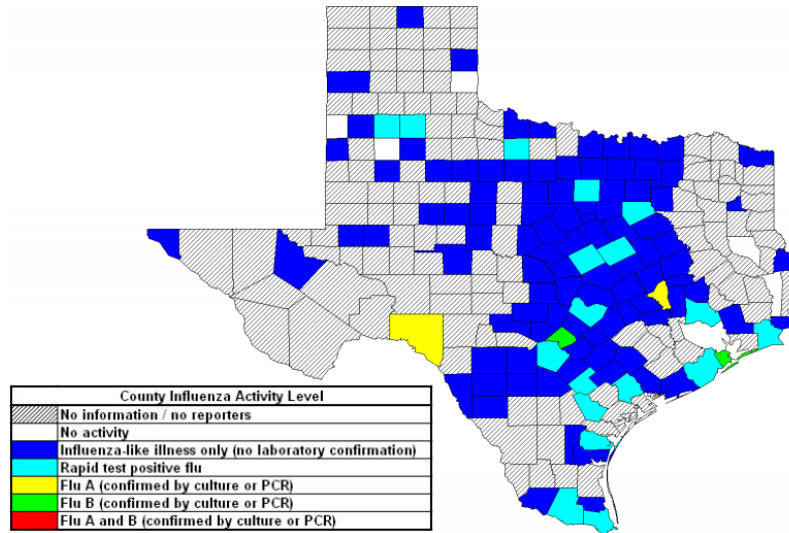 County Influenza Activity Level
No information / no reporters
No activity
Influenza-like illness only (no laboratory confirmation)
Rapid test positive flu
Flu A (confirmed by culture or PCR)
Flu B (confirmed by culture or PCR)
Flu A and B (confirmed by culture or PCR)